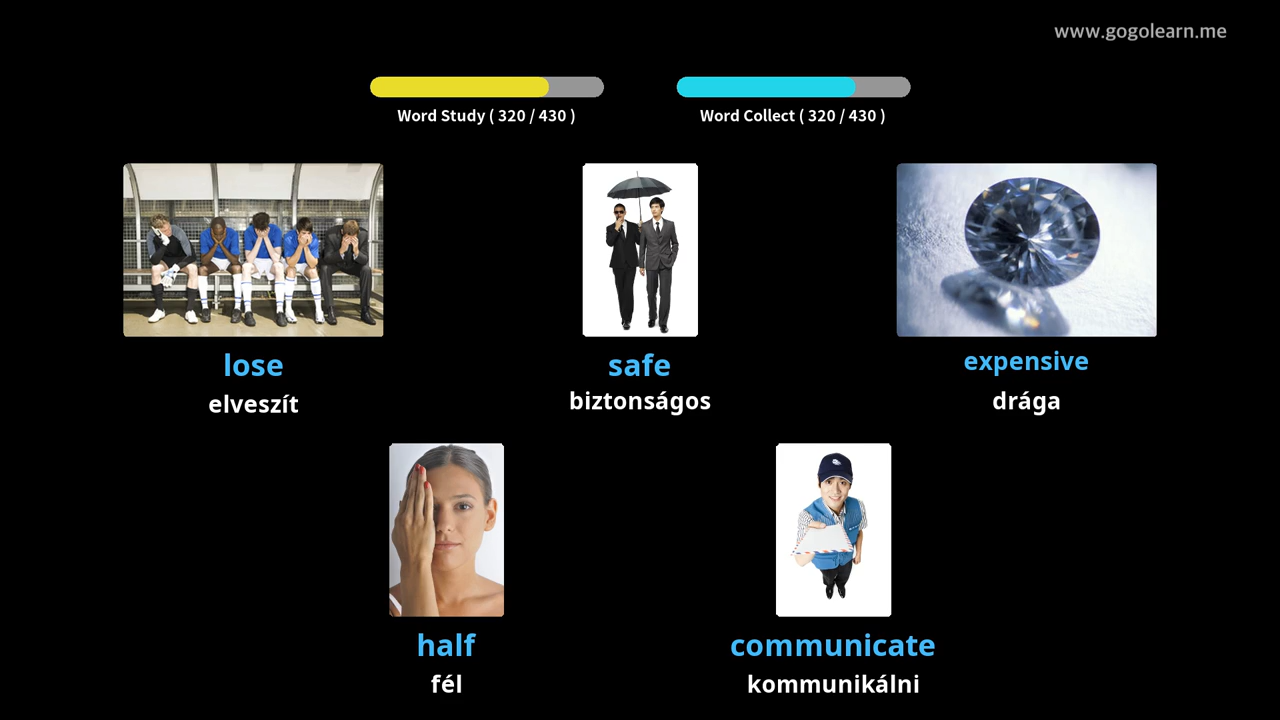 www.gogolearn.me
Word Study ( 320 / 430 )
Word Collect ( 320 / 430 )
lose
elveszít
safe
biztonságos
expensive
drága
half
fél
communicate
kommunikálni